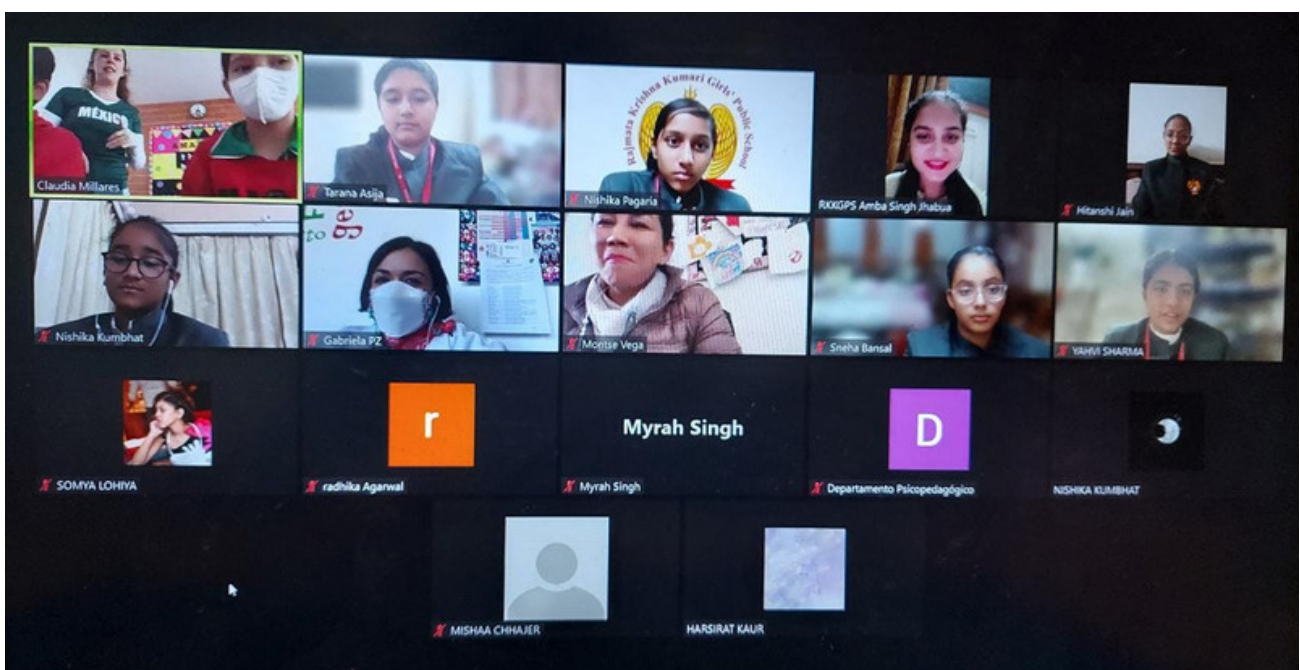 MÉXICO
Claudia Millares
Tarana Asija
Rajmata Krishna Kumari Girls' Public School
Nishika Pagaria
RKKGPS Amba Singh Jhabua
Hitanshi Jain
Nishika Kumbhat
Gabriela PZ
Montse Vega
Sneha Bansal
YAHVI SHARMA
SOMYA LOHIYA
r
radhika Agarwal
Myrah Singh
Myrah Singh
D
Departamento Psicopedagógico
NISHIKA KUMBHAT
MISHAA CHHAJER
HARSIRAT KAUR